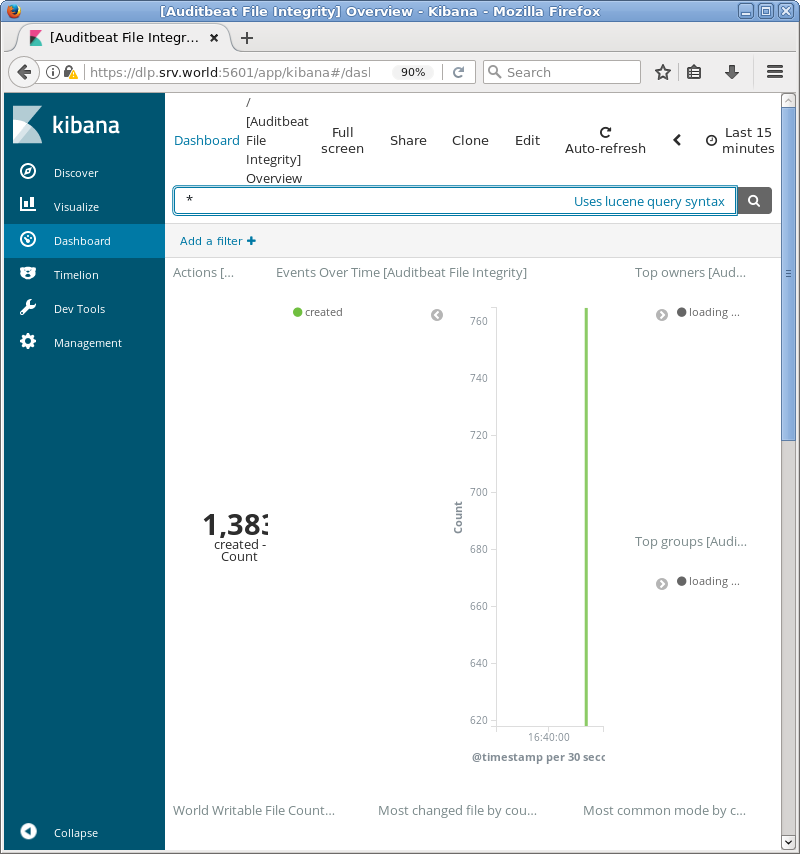 [Auditbeat File Integrity] Overview - Kibana - Mozilla Firefox
[Auditbeat File Integr...
https://dlp.srv.world:5601/app/kibana#/dasl
90%
Search
kibana
Discover
Visualize
Dashboard
Timelion
Dev Tools
Management
Collapse
Dashboard
/
[Auditbeat
File
Integrity]
Overview
Full
screen
Share
Clone
Edit
Auto-refresh
Last 15
minutes
*
Uses lucene query syntax
Add a filter
Actions [...
Events Over Time [Auditbeat File Integrity]
Top owners [Aud...
created
loading ...
760
740
720
700
680
660
640
620
Count
16:40:00
@timestamp per 30 secc
1,383
created -
Count
Top groups [Audi...
loading ...
World Writable File Count...
Most changed file by cou...
Most common mode by c...